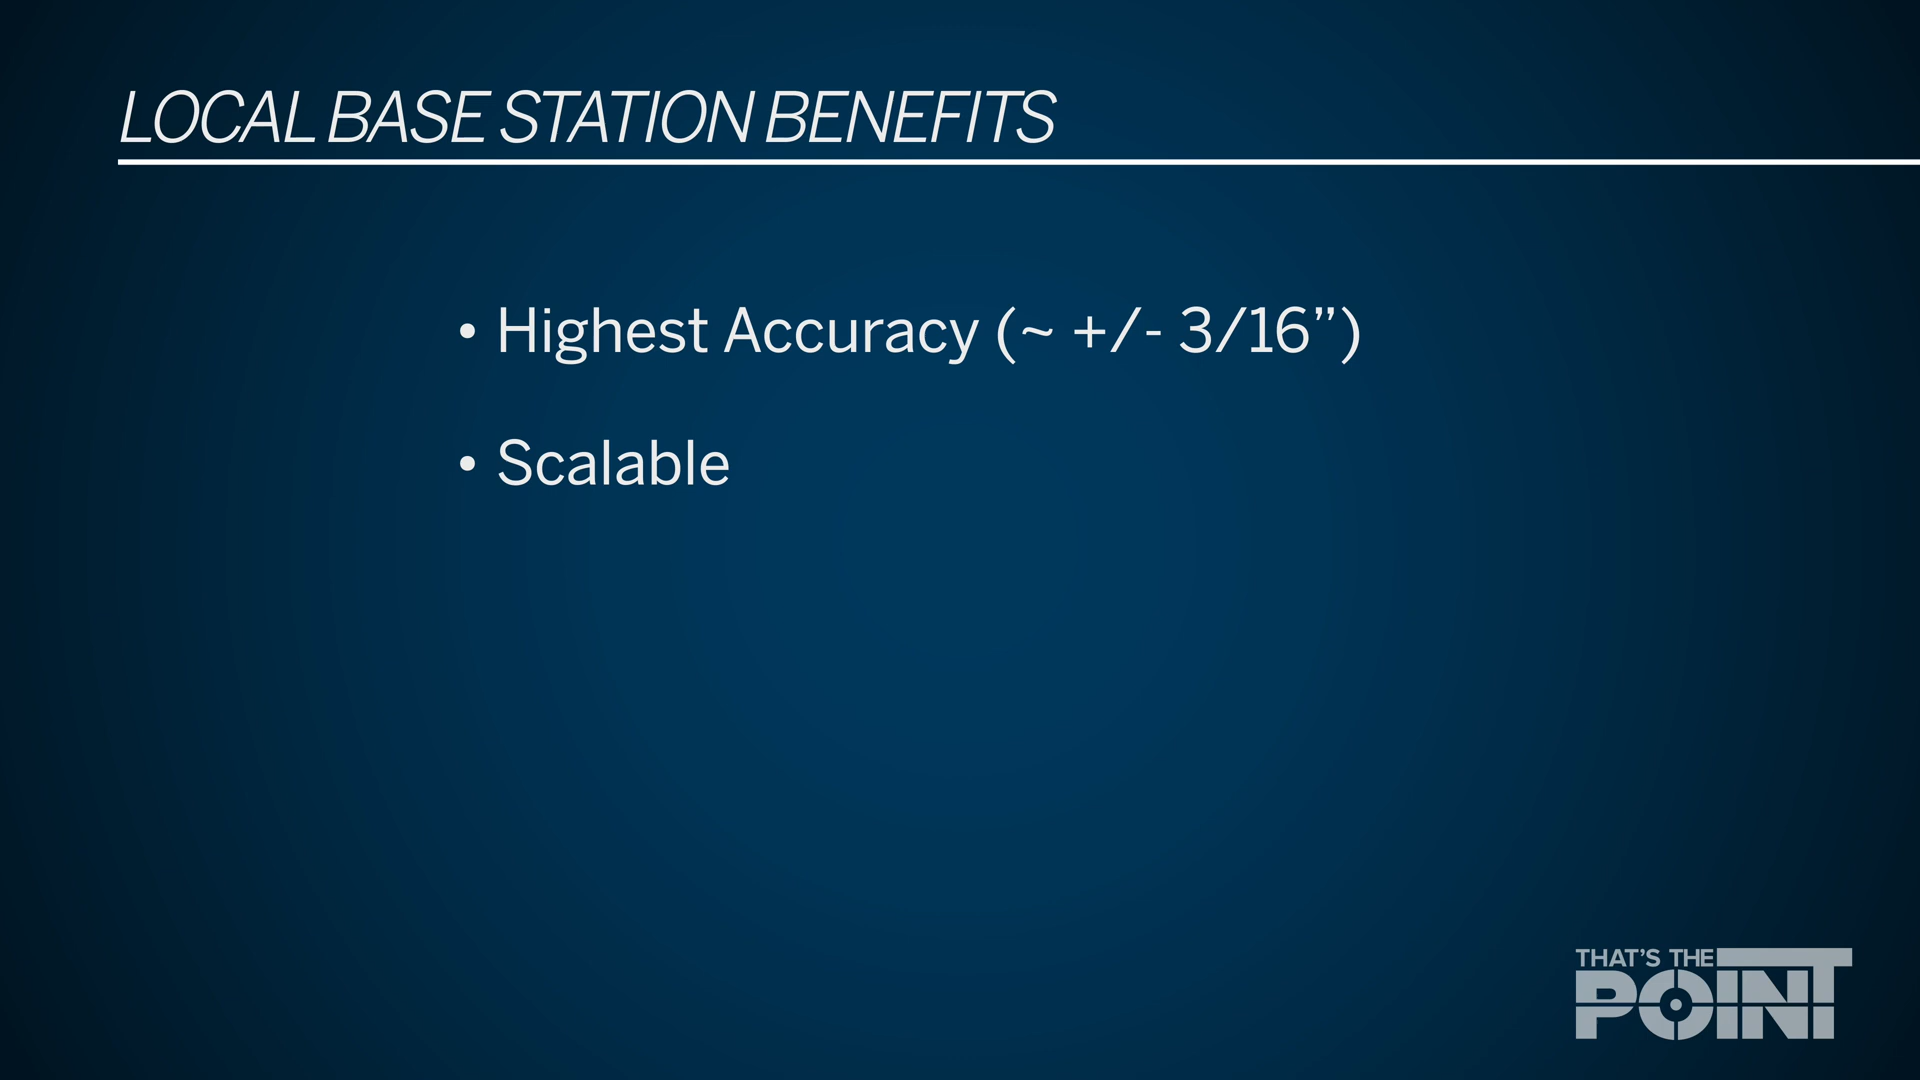 LOCAL BASE STATION BENEFITS
• Highest Accuracy (~ +/- 3/16”)
• Scalable
THAT'S THE
POINT